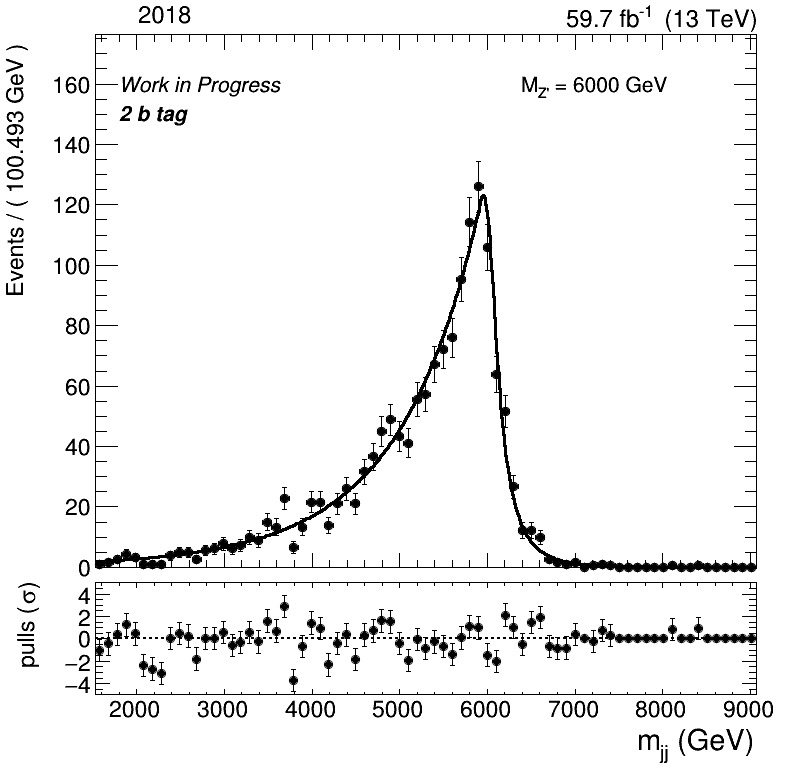 2018 59.7 fb-1 (13 TeV)
Events / ( 100.493 GeV )
160
140
120
100
80
60
40
20
0
Work in Progress
2 b tag
MZ' = 6000 GeV
pulls (σ)
4
2
0
−2
−4
2000 3000 4000 5000 6000 7000 8000 9000
mjj (GeV)